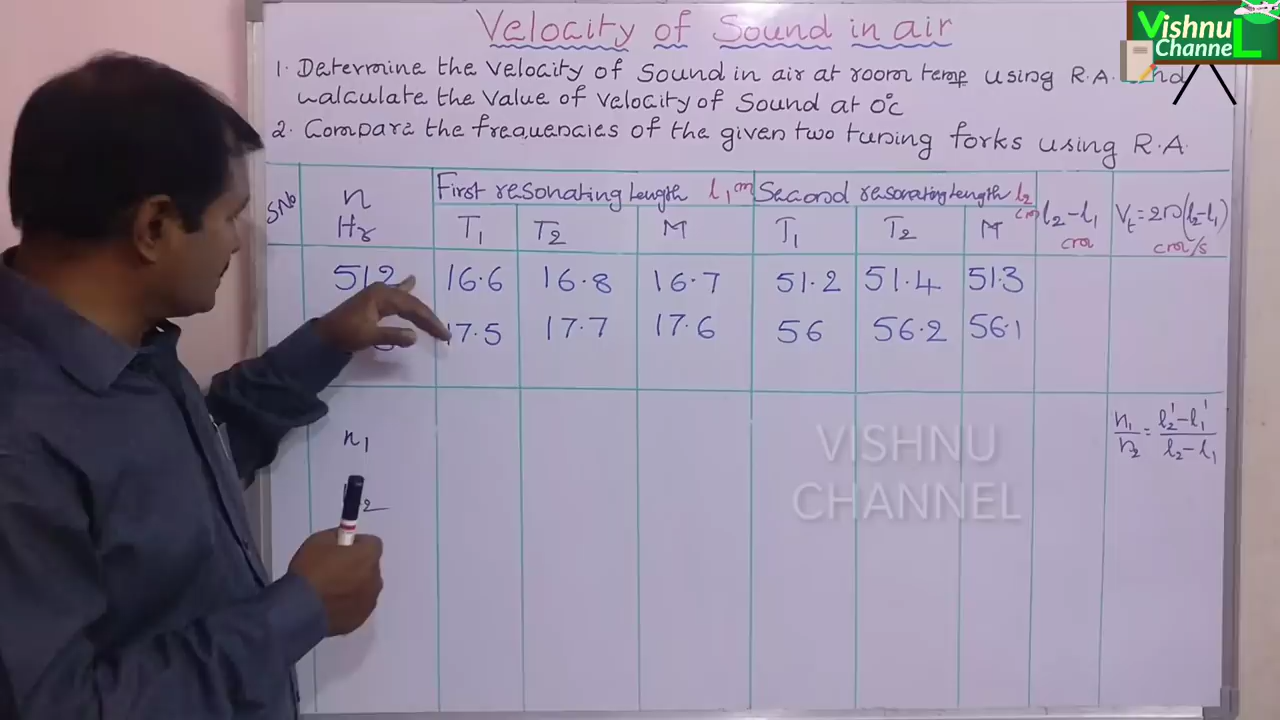 Velocity of Sound in air
Vishnu
ChanneL
1. Determine the Velocity of Sound in air at room temp using R.A.
Calculate the Value of Velocity of Sound at 0°c
2. Compare the frequencies of the given two tuning forks using R.A.
SNo n Hz First resonating Length l₁ cm Second resonating Length l₂ cm l₂-l₁ cm Vt = 2n(l₂-l₁) cm/s
T₁ T₂ M T₁ T₂ M
512 16.6 16.8 16.7 51.2 51.4 51.3
17.5 17.7 17.6 56 56.2 56.1
n₁/n₂ = l₂'-l₁'/l₂-l₁
n₁
2
VISHNU
CHANNEL